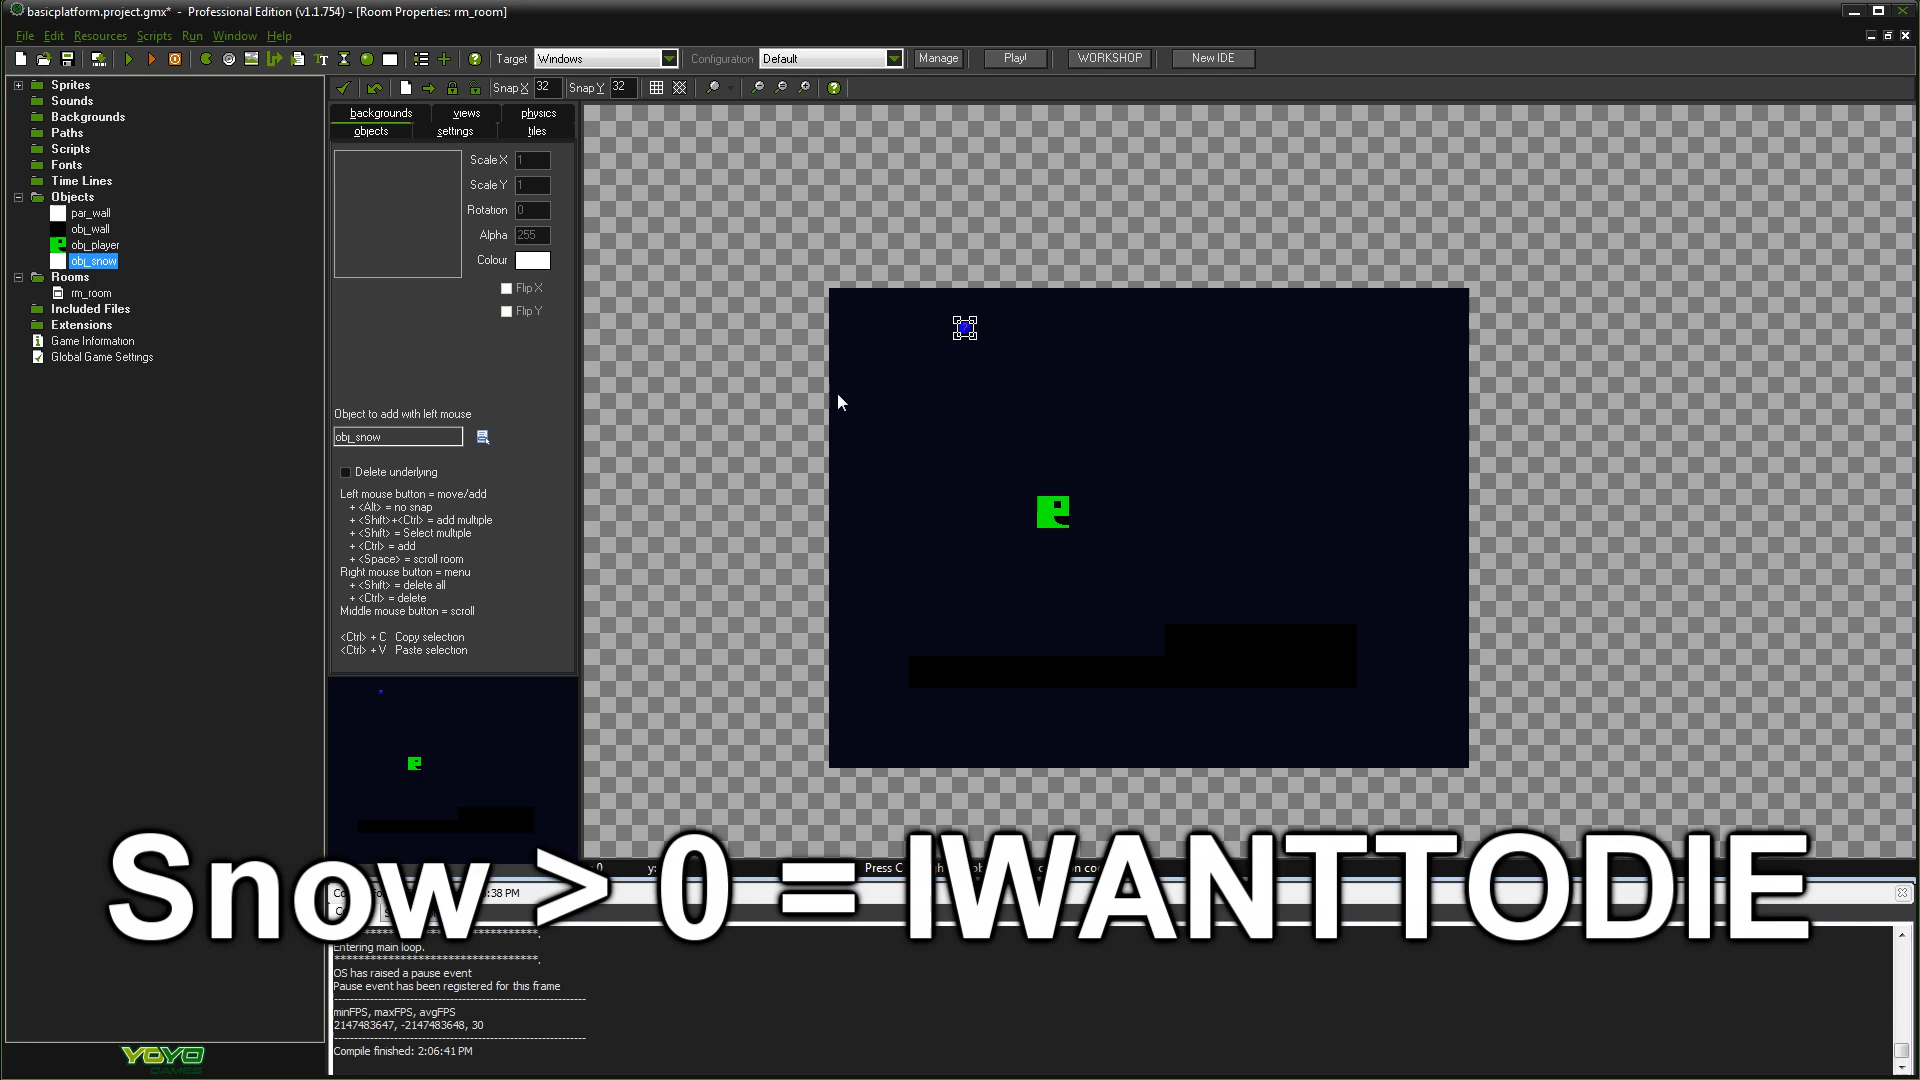 basicplatform.project.gmx* - Professional Edition (v1.1.754) - [Room Properties: rm_room]
File Edit Resources Scripts Run Window Help
Target Windows Configuration Default Manage Play! WORKSHOP New IDE
Snap X 32 Snap Y 32
Sprites
Sounds
Backgrounds
Paths
Scripts
Fonts
Time Lines
Objects
par_wall
obj_wall
obj_player
obj_snow
Rooms
rm_room
Included Files
Extensions
Game Information
Global Game Settings
YOYO
GAMES
backgrounds views physics
objects settings tiles
Scale X 1
Scale Y 1
Rotation 0
Alpha 255
Colour
Flip X
Flip Y
Object to add with left mouse
obj_snow
Delete underlying
Left mouse button = move/add
+ <Alt> = no snap
+ <Shift>+<Ctrl> = add multiple
+ <Shift> = Select multiple
+ <Ctrl> = add
+ <Space> = scroll room
Right mouse button = menu
+ <Shift> = delete all
+ <Ctrl> = delete
Middle mouse button = scroll
<Ctrl> + C Copy selection
<Ctrl> + V Paste selection
Press C
Snow > 0 = IWANTTODIE
:38 PM
Entering main loop.
***********************************.
OS has raised a pause event
Pause event has been registered for this frame
minFPS, maxFPS, avgFPS
2147483647, -2147483648, 30
Compile finished: 2:06:41 PM